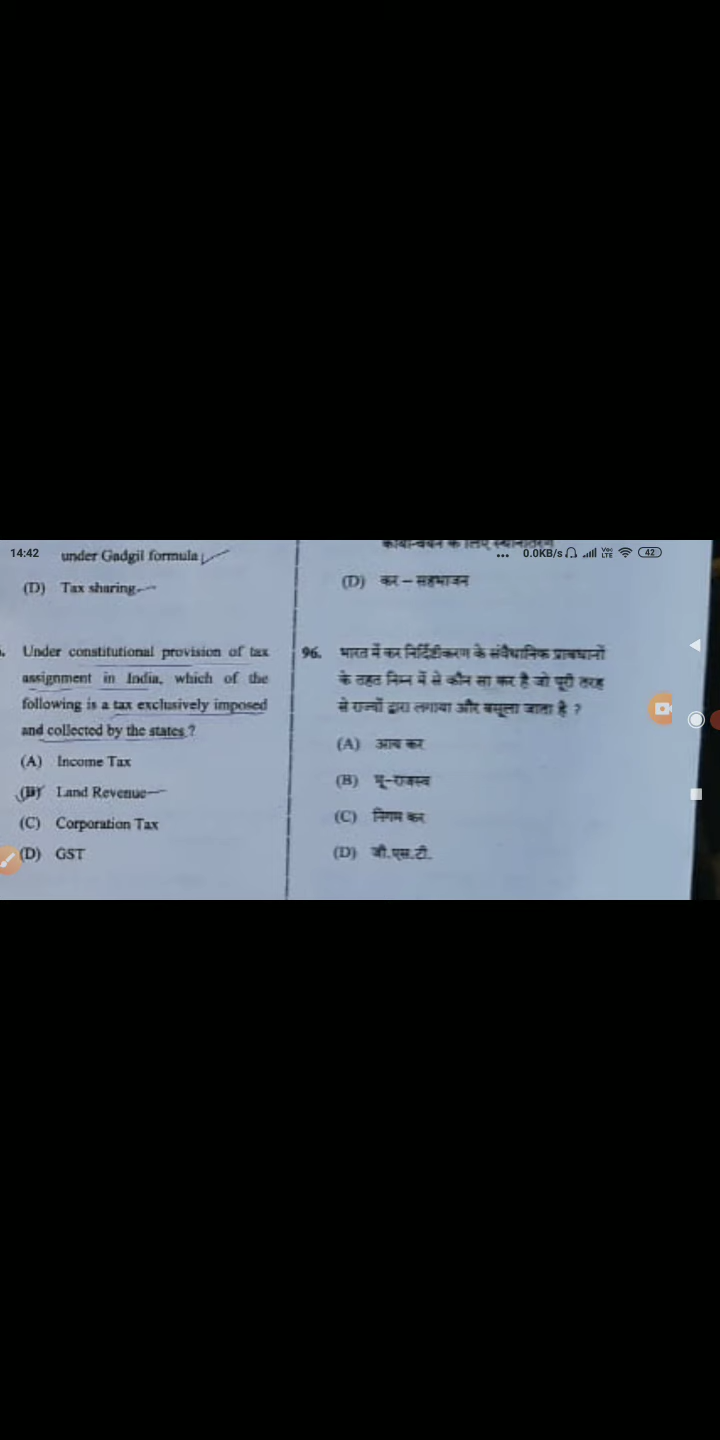 14:42
... 0.0KB/s Vo LTE 42
under Gadgil formula
(D) Tax sharing
Under constitutional provision of tax
assignment in India, which of the
following is a tax exclusively imposed
and collected by the states ?
(A) Income Tax
(B) Land Revenue
(C) Corporation Tax
(D) GST
के लिए
(D) कर – सहभाजन
96. भारत में कर निर्दिष्टीकरण के संवैधानिक प्रावधानों
के तहत निम्न में से कौन सा कर है जो पूरी तरह
से राज्यों द्वारा लगाया और वसूला जाता है ?
(A) आय कर
(B) भू-राजस्व
(C) निगम कर
(D) जी.एस.टी.